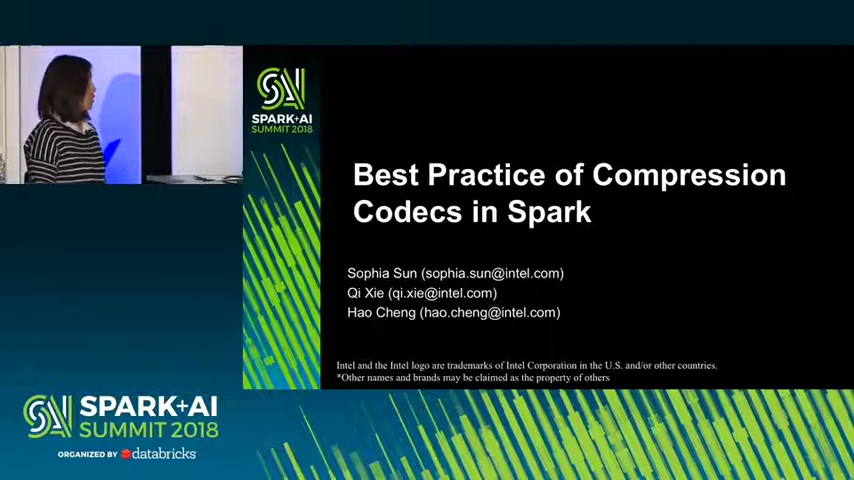 SPARK+AI
SUMMIT 2018
Best Practice of Compression
Codecs in Spark
Sophia Sun (sophia.sun@intel.com)
Qi Xie (qi.xie@intel.com)
Hao Cheng (hao.cheng@intel.com)
Intel and the Intel logo are trademarks of Intel Corporation in the U.S. and/or other countries.
*Other names and brands may be claimed as the property of others
SPARK+AI
SUMMIT 2018
ORGANIZED BY databricks